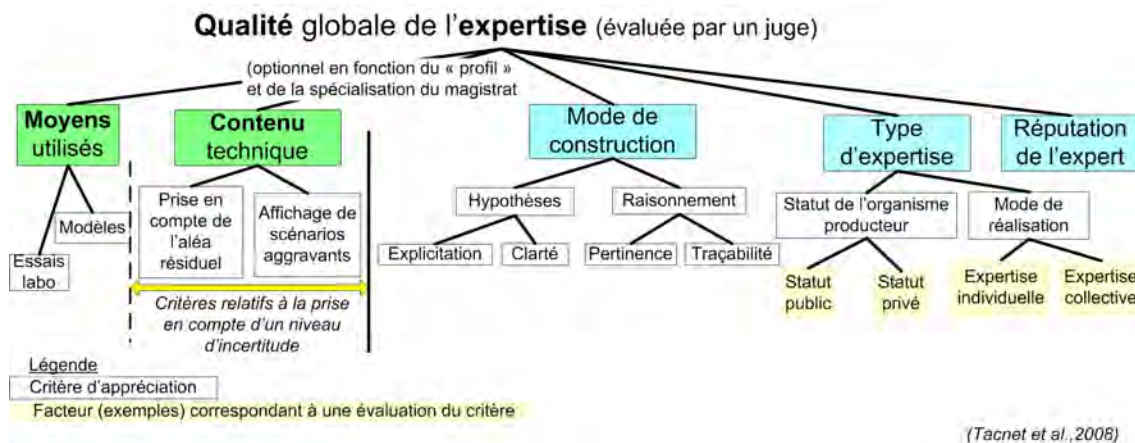 Qualité globale de l'expertise (évaluée par un juge)
(optionnel en fonction du « profil »
et de la spécialisation du magistrat
Moyens
utilisés
Contenu
technique
Mode de
construction
Type
d'expertise
Réputation
de l'expert
Essais
labo
Modèles
Prise en
compte de
l'aléa
résiduel
Affichage de
scénarios
aggravants
Hypothèses
Raisonnement
Statut de l'organisme
producteur
Mode de
réalisation
Explicitation
Clarté
Pertinence
Traçabilité
Statut
public
Statut
privé
Expertise
individuelle
Expertise
collective
Critères relatifs à la prise
en compte d'un niveau
d'incertitude
Légende
Critère d'appréciation
Facteur (exemples) correspondant à une évaluation du critère
(Tacnet et al.,2008)